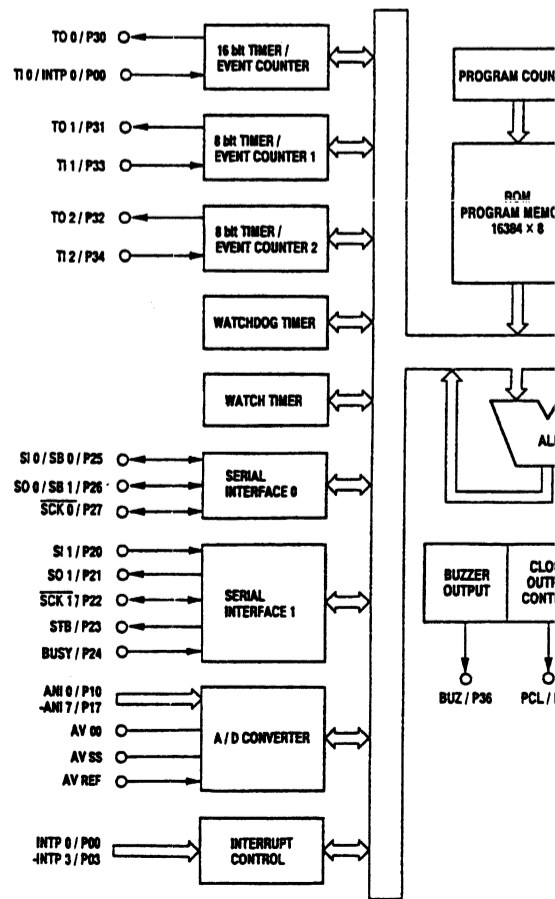 TO 0 / P30
TI 0 / INTP 0 / P00
16 bit TIMER /
EVENT COUNTER
TO 1 / P31
TI 1 / P33
8 bit TIMER /
EVENT COUNTER 1
TO 2 / P32
TI 2 / P34
8 bit TIMER /
EVENT COUNTER 2
WATCHDOG TIMER
WATCH TIMER
SI 0 / SB 0 / P25
SO 0 / SB 1 / P26
SCK 0 / P27
SERIAL
INTERFACE 0
SI 1 / P20
SO 1 / P21
SCK 1 / P22
STB / P23
BUSY / P24
SERIAL
INTERFACE 1
ANI 0 / P10
-ANI 7 / P17
AV 00
AV SS
AV REF
A / D CONVERTER
INTP 0 / P00
-INTP 3 / P03
INTERRUPT
CONTROL
PROGRAM COUN
ROM
PROGRAM MEMO
16384 × 8
AL
BUZZER
OUTPUT
CLO
OUTP
CONT
BUZ / P36
PCL /